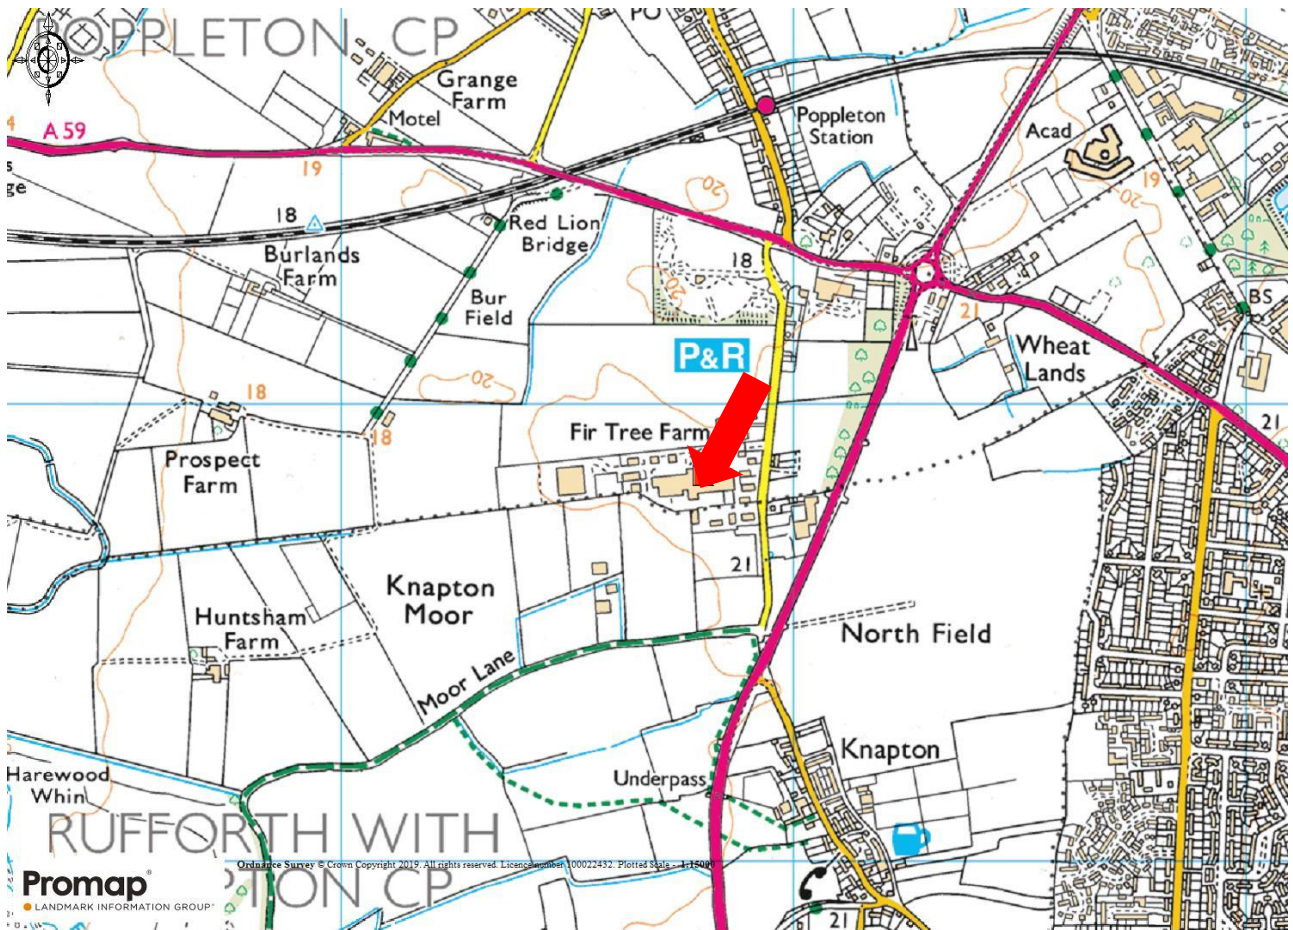 POPPLETON CP
PO
Grange
Farm
Motel
A 59
19
Poppleton
Station
Acad
19
20
20
18
Red Lion
Bridge
Burlands
Farm
18
20
Bur
Field
21
BS
P&R
Wheat
Lands
20
18
18
21
Fir Tree Farm
Prospect
Farm
Knapton
Moor
21
Huntsham
Farm
North Field
Moor Lane
Knapton
Underpass
Harewood
Whin
RUFFORTH WITH
Ordnance Survey © Crown Copyright 2019. All rights reserved. Licence number 100022432. Plotted Scale - 1:15000
PTON CP
Promap
LANDMARK INFORMATION GROUP
21